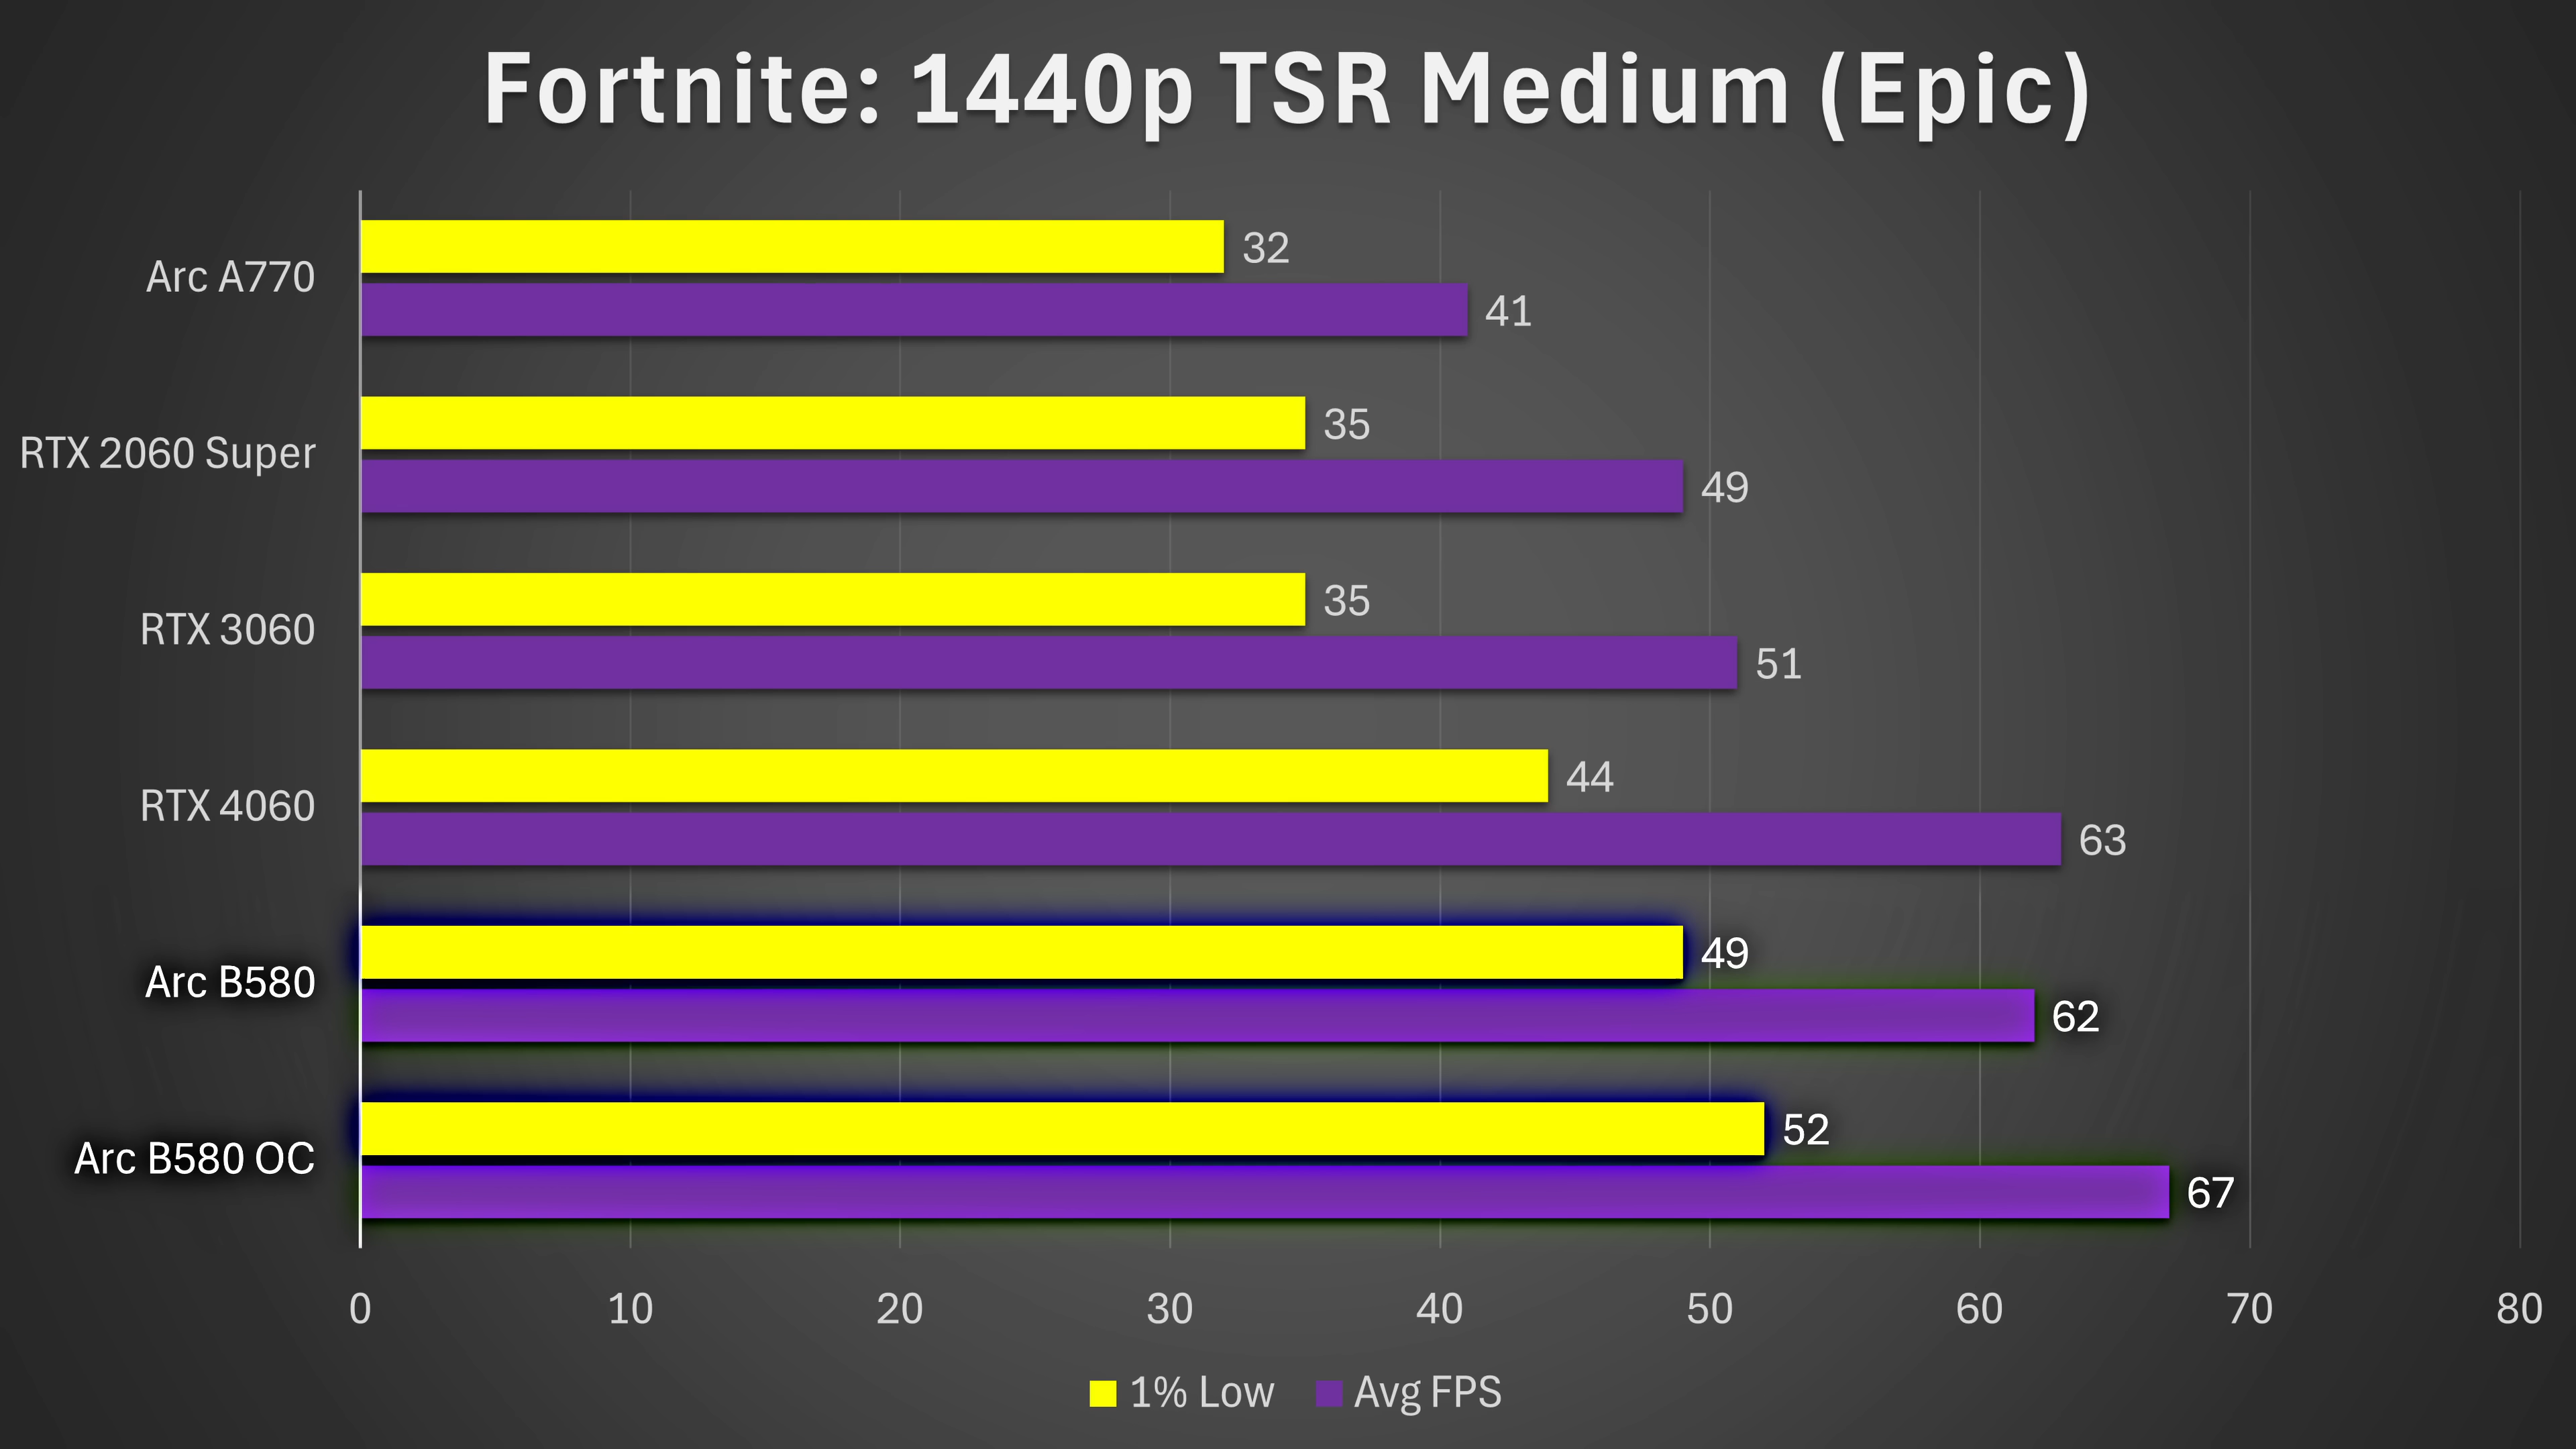 Fortnite: 1440p TSR Medium (Epic)
Arc A770
32
41
RTX 2060 Super
35
49
RTX 3060
35
51
RTX 4060
44
63
Arc B580
49
62
Arc B580 OC
52
67
0 10 20 30 40 50 60 70 80
1% Low Avg FPS